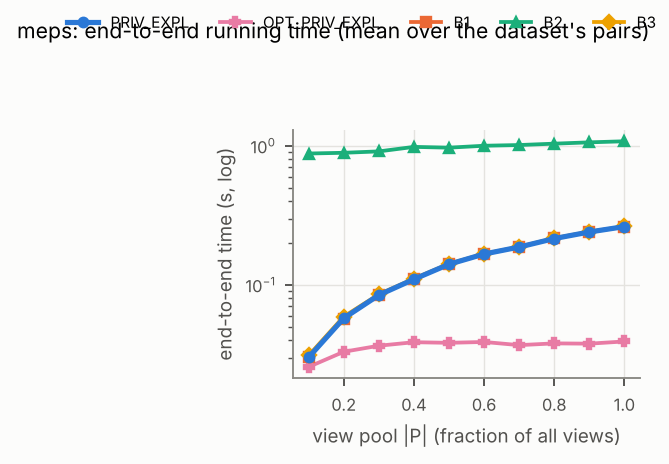 PRIV_EXPL OPT_PRIV_EXPL B1 B2 B3
meps: end-to-end running time (mean over the dataset's pairs)
end-to-end time (s, log)
10⁰
10⁻¹
0.2 0.4 0.6 0.8 1.0
view pool |P| (fraction of all views)